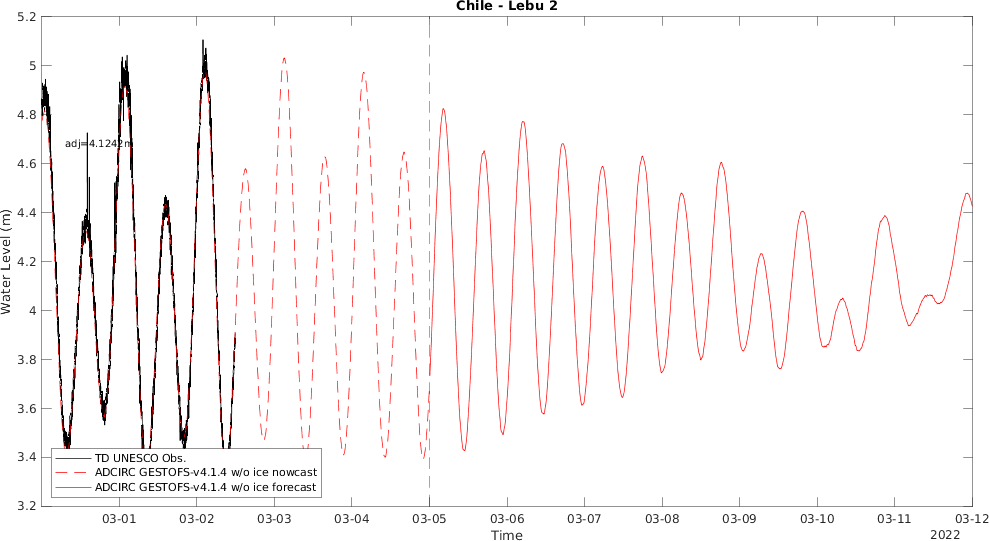 Chile - Lebu 2
5.2
5
4.8
4.6
4.4
4.2
4
3.8
3.6
3.4
3.2
Water Level (m)
adj=4.1242m
TD UNESCO Obs.
ADCIRC GESTOFS-v4.1.4 w/o ice nowcast
ADCIRC GESTOFS-v4.1.4 w/o ice forecast
03-01 03-02 03-03 03-04 03-05 03-06 03-07 03-08 03-09 03-10 03-11 03-12
Time
2022